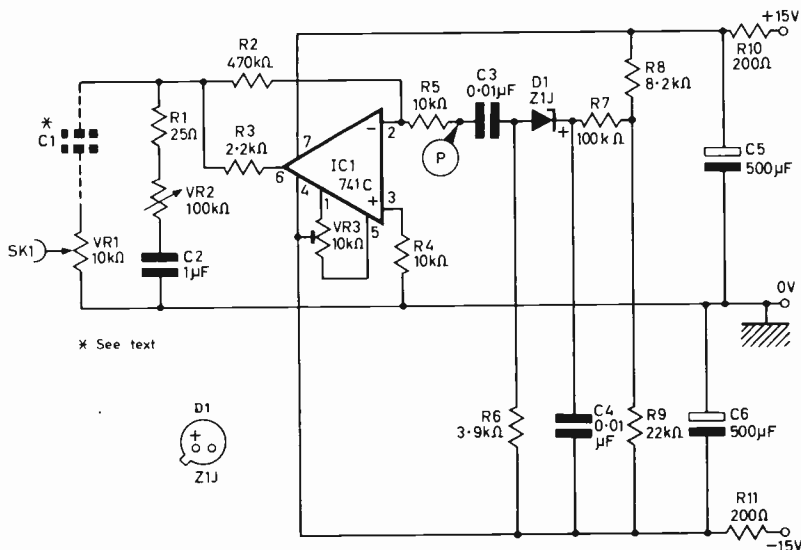 +15V
R10
200Ω
R2
470kΩ
R8
8·2kΩ
C3
0·01µF
D1
Z1J
R5
10kΩ
*
C1
R1
25Ω
R7
100kΩ
+
7
–
2
P
R3
2·2kΩ
6
IC1
741C
C5
500µF
4
3
+
1
5
VR2
100kΩ
VR3
10kΩ
R4
10kΩ
SK1
VR1
10kΩ
C2
1µF
0V
* See text
D1
+
Z1J
R6
3·9kΩ
C4
0·01
µF
R9
22kΩ
C6
500µF
R11
200Ω
–15V